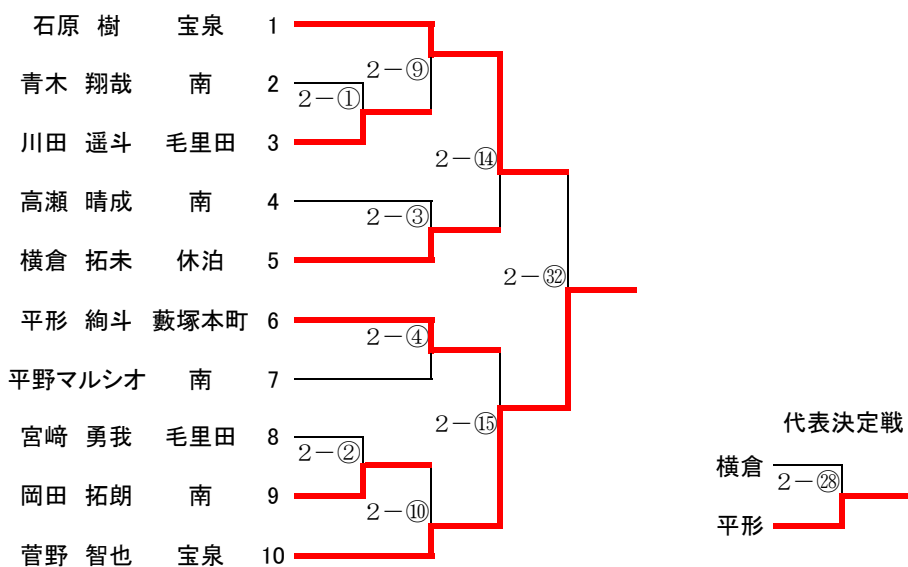 石原 樹 宝泉 1
2-⑨
青木 翔哉 南 2
2-①
川田 遥斗 毛里田 3
2-⑭
高瀬 晴成 南 4
2-③
横倉 拓未 休泊 5
2-㉜
平形 絢斗 藪塚本町 6
2-④
平野マルシオ 南 7
2-⑮
代表決定戦
宮﨑 勇我 毛里田 8
2-②
横倉
2-㉘
岡田 拓朗 南 9
2-⑩
平形
菅野 智也 宝泉 10